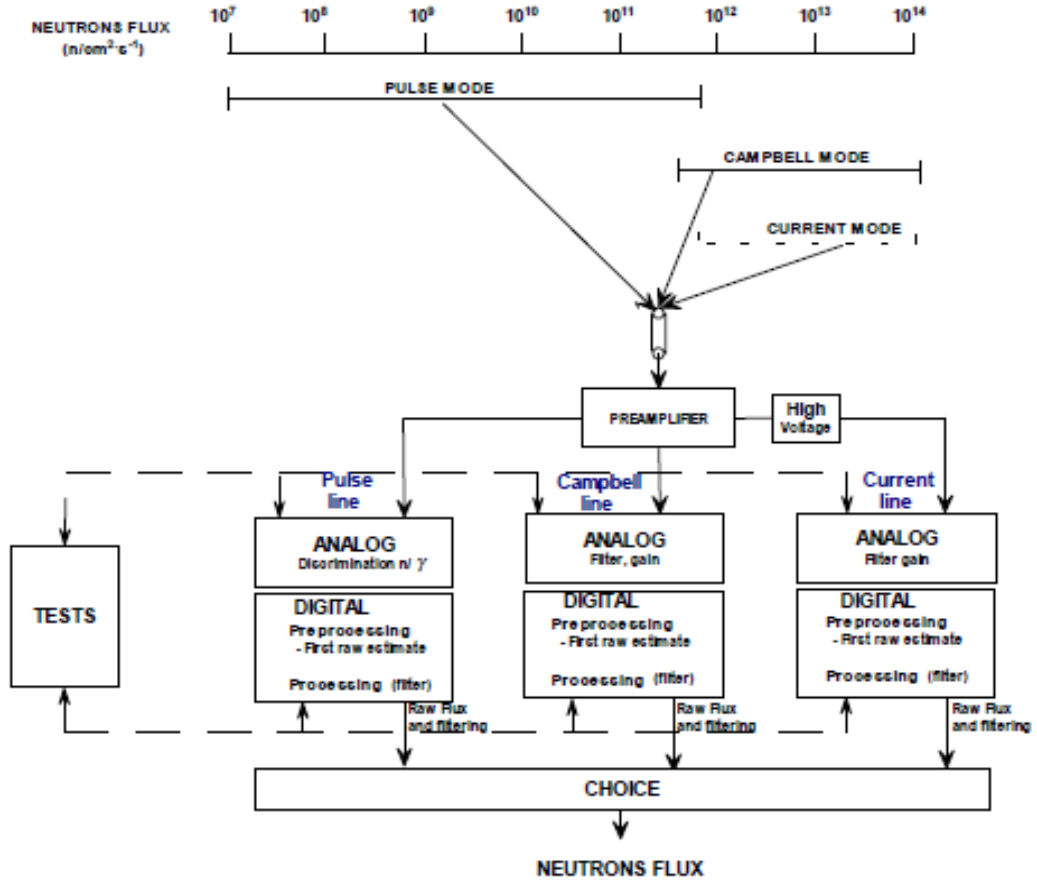 NEUTRONS FLUX
(n/cm²·s⁻¹)
10⁷ 10⁸ 10⁹ 10¹⁰ 10¹¹ 10¹² 10¹³ 10¹⁴
PULSE MODE
CAMPBELL MODE
CURRENT MODE
PREAMPLIFIER
High
Voltage
Pulse
line
Campbell
line
Current
line
TESTS
ANALOG
Discrimination n/ γ
DIGITAL
Preprocessing
- First raw estimate
Processing (filter)
Raw Flux
and filtering
ANALOG
Filter, gain
DIGITAL
Preprocessing
- First raw estimate
Processing (filter)
Raw Flux
and filtering
ANALOG
Filter gain
DIGITAL
Preprocessing
- First raw estimate
Processing (filter)
Raw Flux
and filtering
CHOICE
NEUTRONS FLUX